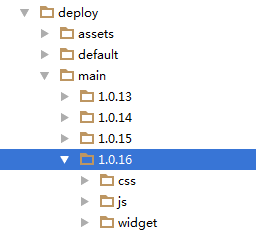 deploy
assets
default
main
1.0.13
1.0.14
1.0.15
1.0.16
css
js
widget